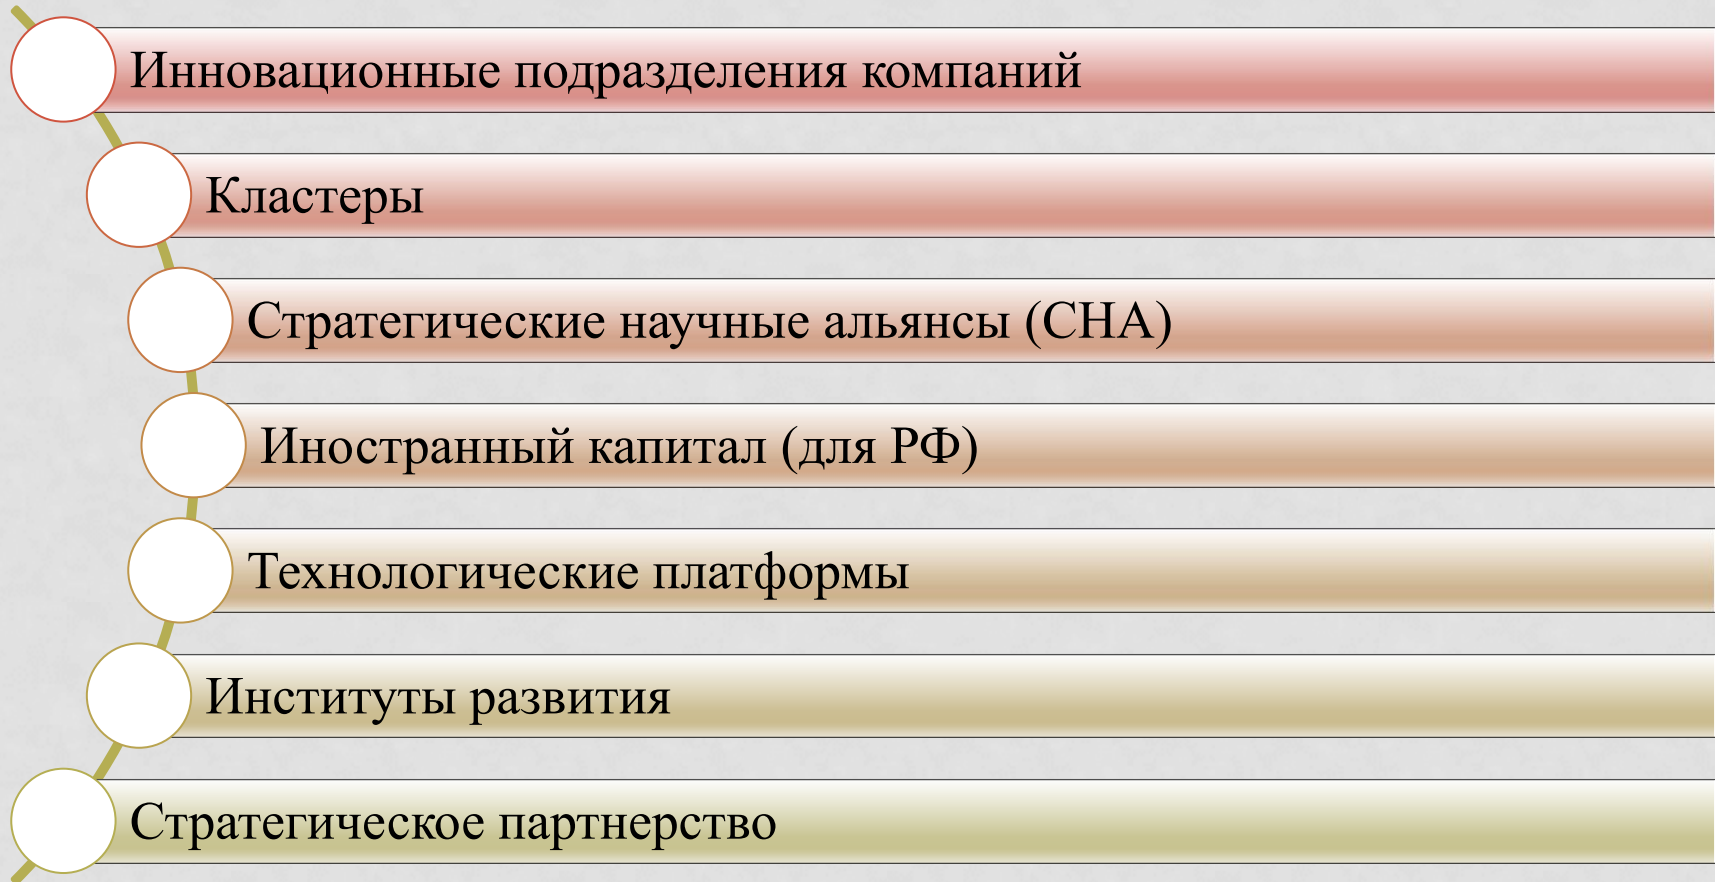 Инновационные подразделения компаний
Кластеры
Стратегические научные альянсы (СНА)
Иностранный капитал (для РФ)
Технологические платформы
Институты развития
Стратегическое партнерство